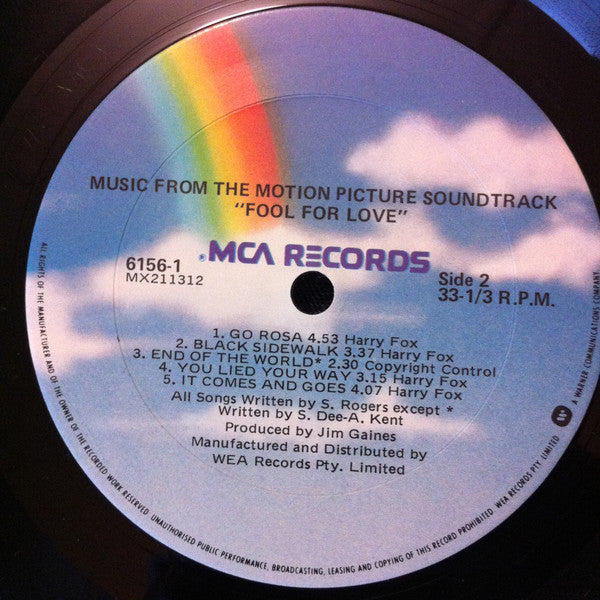 MUSIC FROM THE MOTION PICTURE SOUNDTRACK
"FOOL FOR LOVE"
MCA RECORDS
6156-1
MX211312
Side 2
33-1/3 R.P.M.
1. GO ROSA 4.53 Harry Fox
2. BLACK SIDEWALK 3.37 Harry Fox
3. END OF THE WORLD* 2.30 Copyright Control
4. YOU LIED YOUR WAY 3.15 Harry Fox
5. IT COMES AND GOES 4.07 Harry Fox
All Songs Written by S. Rogers except *
Written by S. Dee-A. Kent
Produced by Jim Gaines
Manufactured and Distributed by
WEA Records Pty. Limited
ALL RIGHTS OF THE MANUFACTURER AND OF THE OWNER OF THE RECORDED WORK RESERVED. UNAUTHORISED PUBLIC PERFORMANCE, BROADCASTING, LEASING AND COPYING OF THIS RECORD PROHIBITED. WEA RECORDS PTY. LIMITED
A WARNER COMMUNICATIONS COMPANY.